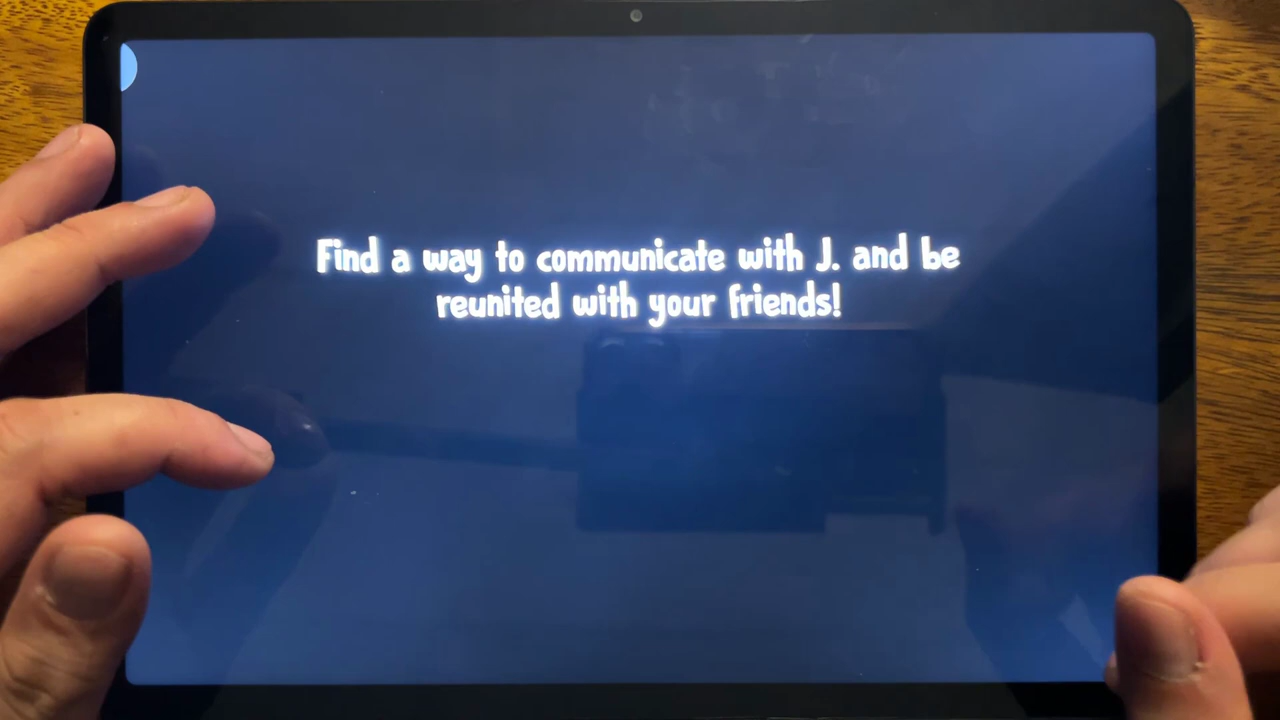 Find a way to communicate with J. and be
reunited with your friends!